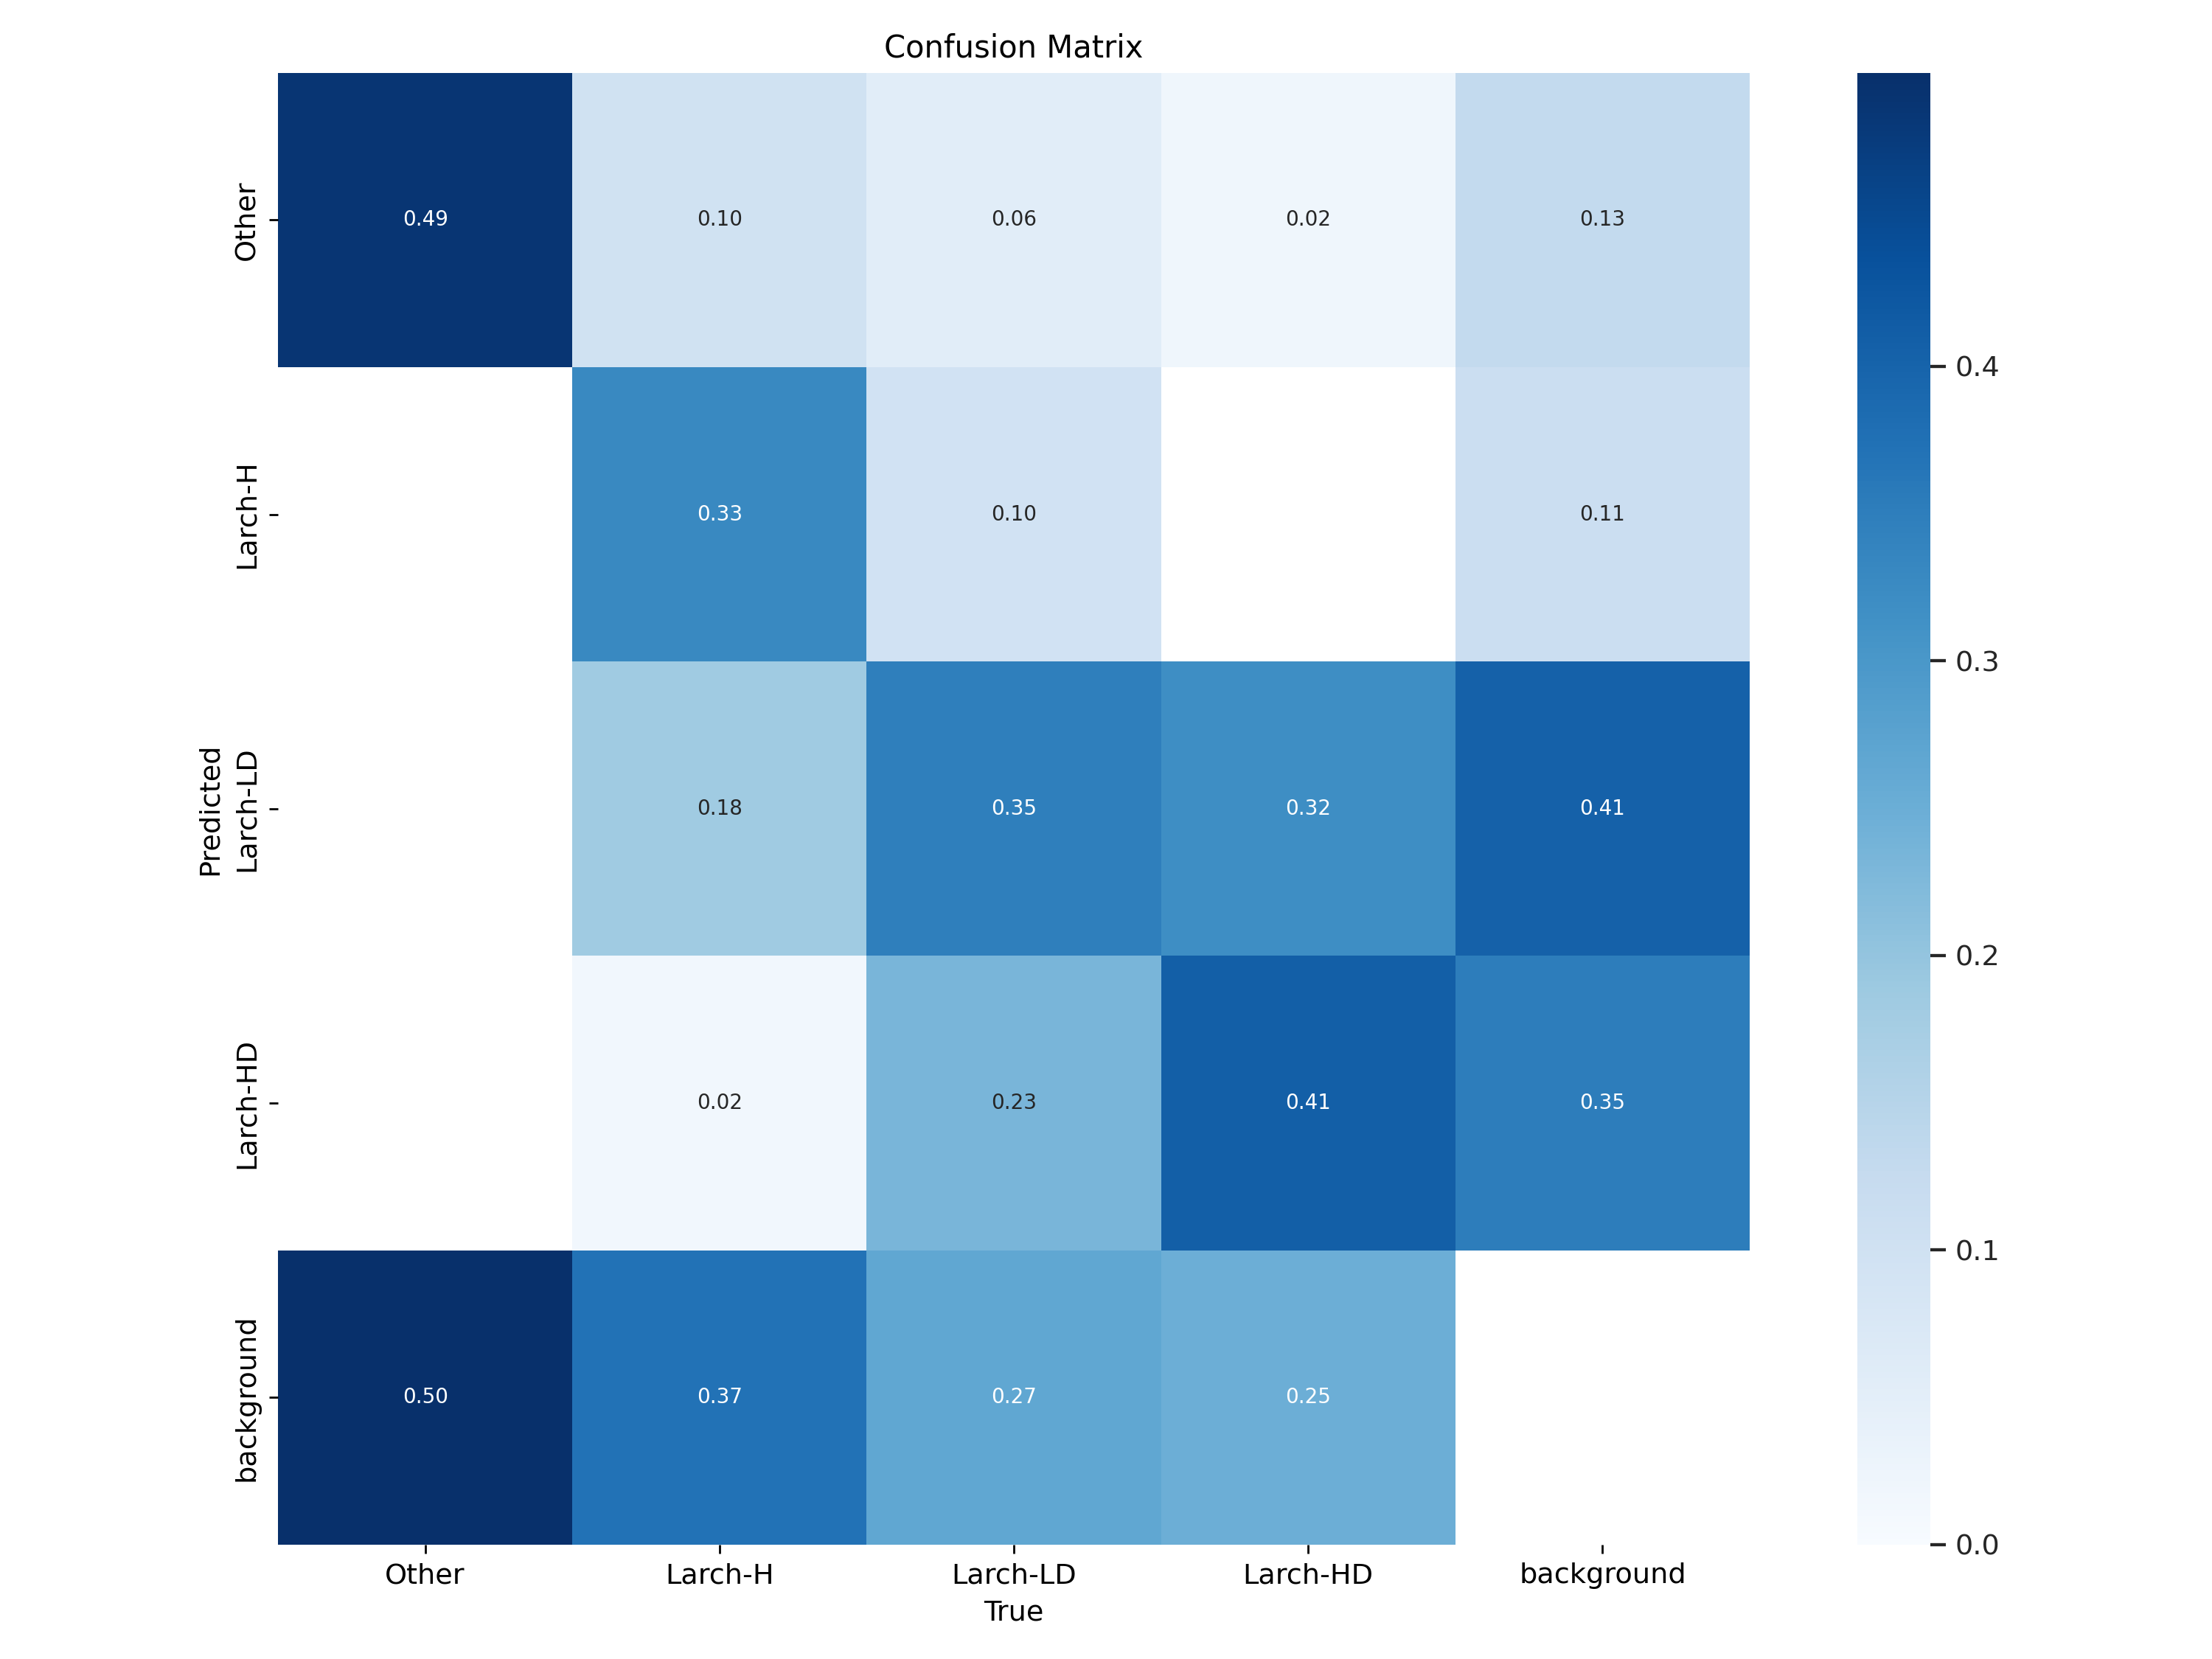 Confusion Matrix
Other
0.49
0.10
0.06
0.02
0.13
0.4
Larch-H
0.33
0.10
0.11
0.3
Predicted
Larch-LD
0.18
0.35
0.32
0.41
0.2
Larch-HD
0.02
0.23
0.41
0.35
0.1
background
0.50
0.37
0.27
0.25
0.0
Other
Larch-H
Larch-LD
Larch-HD
background
True